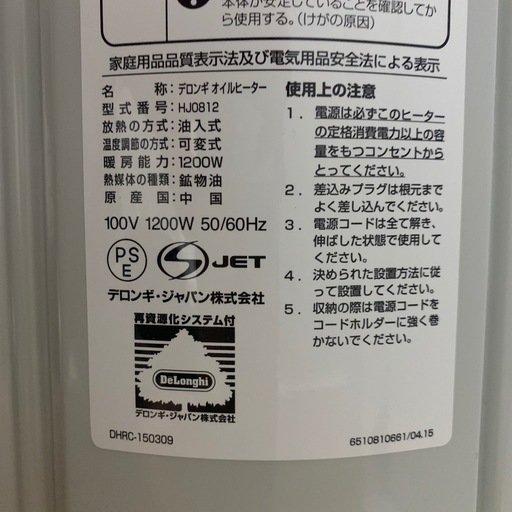 本体が安定していることを確認してか
ら使用する。(けがの原因)
家庭用品品質表示法及び電気用品安全法による表示
名　　称：デロンギ オイルヒーター
型式番号：HJ0812
放熱の方式：油入式
温度調節の方式：可変式
暖房能力：1200W
熱媒体の種類：鉱物油
原産国：中　国
100V 1200W 50/60Hz
PS
E
S JET
デロンギ・ジャパン株式会社
再資源化システム付
DeLonghi
デロンギ・ジャパン株式会社
DHRC-150309
使用上の注意
1．電源は必ずこのヒーター
の定格消費電力以上の容
量をもつコンセントから
とってください。
2．差込みプラグは根元まで
よく差し込んでください。
3．電源コードは全て解き、
伸ばした状態で使用して
ください。
4．決められた設置方法に従
って設置してください。
5．収納の際は電源コードを
コードホルダーに強く巻
かないでください。
6510810661/04.15